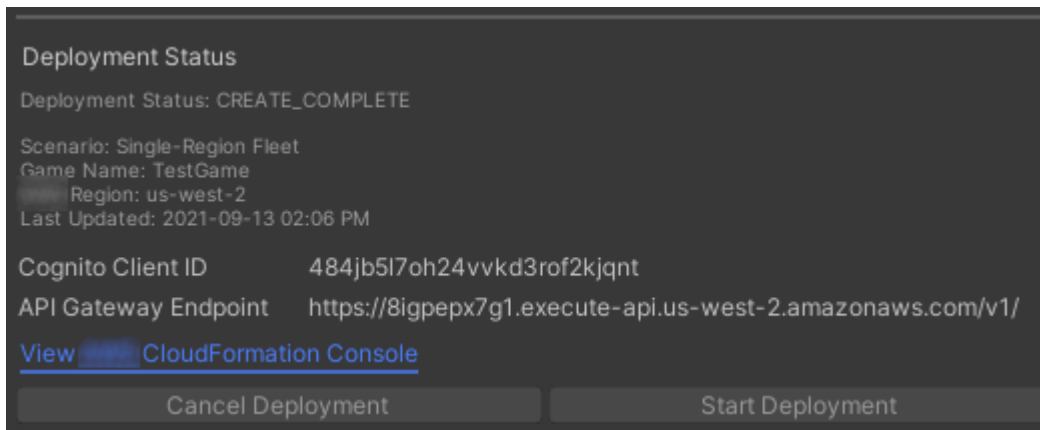 Deployment Status
Deployment Status: CREATE_COMPLETE
Scenario: Single-Region Fleet
Game Name: TestGame
Region: us-west-2
Last Updated: 2021-09-13 02:06 PM
Cognito Client ID 484jb5l7oh24vvkd3rof2kjqnt
API Gateway Endpoint https://8igpepx7g1.execute-api.us-west-2.amazonaws.com/v1/
View CloudFormation Console
Cancel Deployment Start Deployment